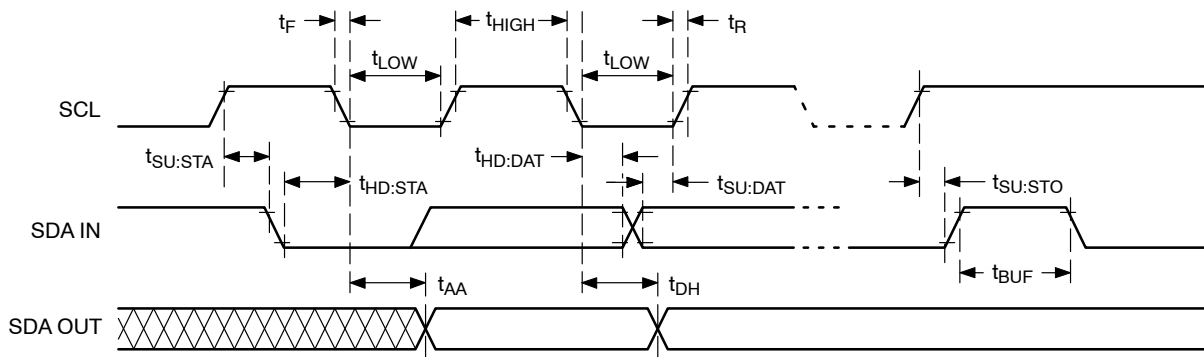 tF
tHIGH
tR
tLOW
tLOW
SCL
tSU:STA
tHD:STA
tHD:DAT
tSU:DAT
tSU:STO
SDA IN
tBUF
tAA
tDH
SDA OUT